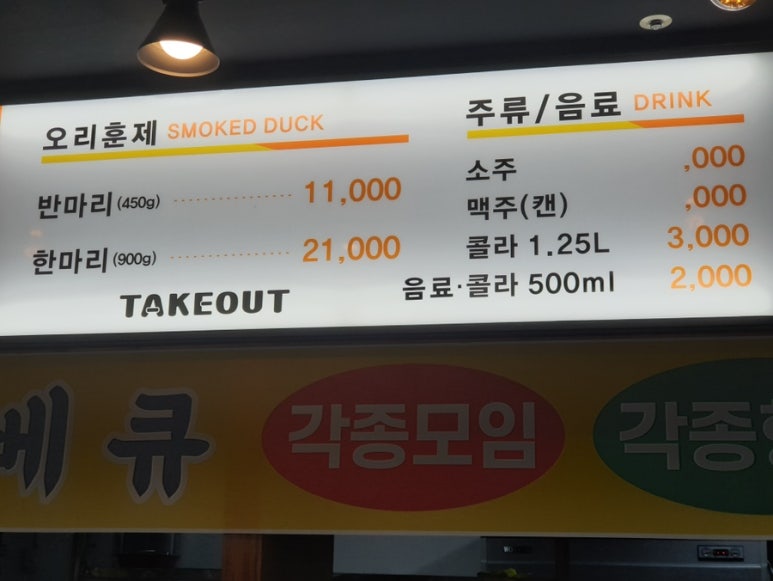 오리훈제 SMOKED DUCK
반마리(450g) 11,000
한마리(900g) 21,000
TAKEOUT
주류/음료 DRINK
소주 ,000
맥주(캔) ,000
콜라 1.25L 3,000
음료·콜라 500ml 2,000
베큐 각종모임 각종